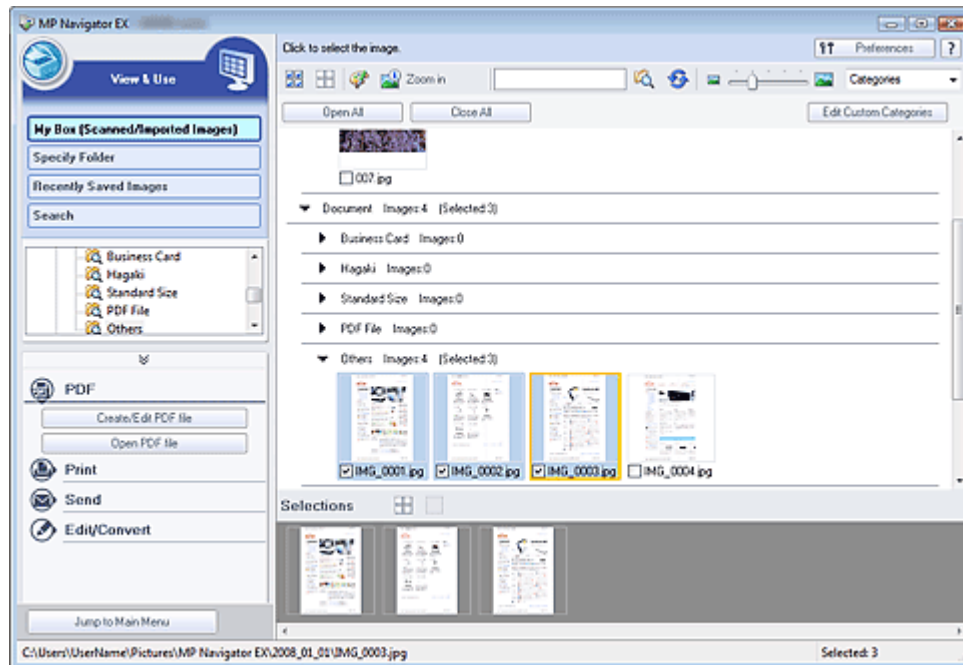 MP Navigator EX
View & Use
My Box (Scanned/Imported Images)
Specify Folder
Recently Saved Images
Search
Business Card
Hagaki
Standard Size
PDF File
Others
PDF
Create/Edit PDF file
Open PDF file
Print
Send
Edit/Convert
Jump to Main Menu
Click to select the image.
Preferences
?
Zoom in
Categories
Open All
Close All
Edit Custom Categories
007.jpg
Document Images:4 (Selected:3)
Business Card Images:0
Hagaki Images:0
Standard Size Images:0
PDF File Images:0
Others Images:4 (Selected:3)
IMG_0001.jpg IMG_0002.jpg IMG_0003.jpg IMG_0004.jpg
Selections
C:\Users\UserName\Pictures\MP Navigator EX\2008_01_01\IMG_0003.jpg
Selected: 3